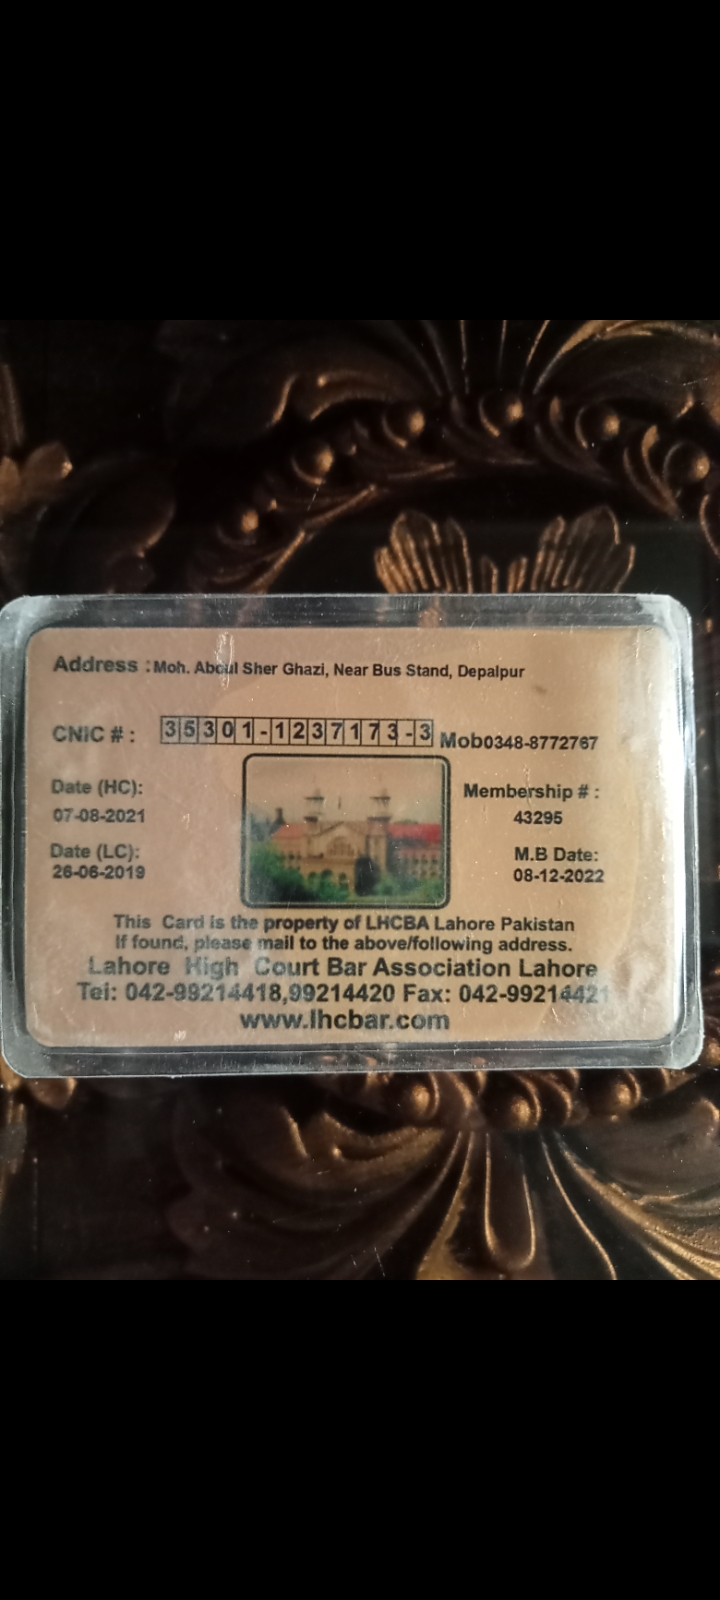 Address : Moh. Abdul Sher Ghazi, Near Bus Stand, Depalpur
CNIC # : 35301-1237173-3 Mob0348-8772767
Date (HC):
07-08-2021
Membership # :
43295
Date (LC):
26-06-2019
M.B Date:
08-12-2022
This Card is the property of LHCBA Lahore Pakistan
If found, please mail to the above/following address.
Lahore High Court Bar Association Lahore
Tel: 042-99214418,99214420 Fax: 042-99214421
www.lhcbar.com